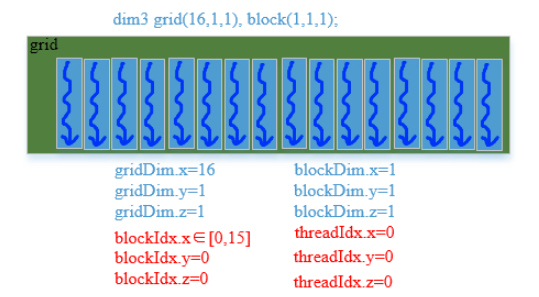 dim3 grid(16,1,1), block(1,1,1);
grid
gridDim.x=16
gridDim.y=1
gridDim.z=1
blockIdx.x∈[0,15]
blockIdx.y=0
blockIdx.z=0
blockDim.x=1
blockDim.y=1
blockDim.z=1
threadIdx.x=0
threadIdx.y=0
threadIdx.z=0